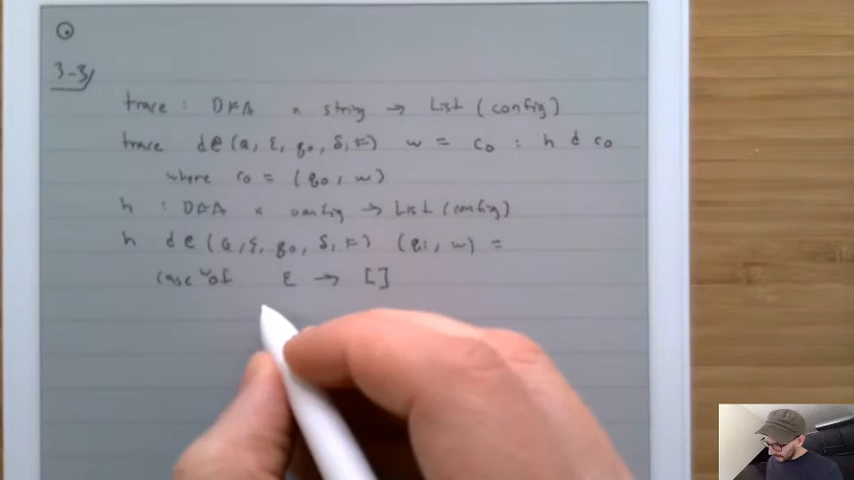 3-3/
trace : DFA × string → List (config)
trace d@(Q, Σ, q₀, δ, F) w = c₀ : h d c₀
where c₀ = (q₀, w)
h : DFA × config → List (config)
h d@(Q, Σ, q₀, δ, F) (qᵢ, w) =
case w of ε → []